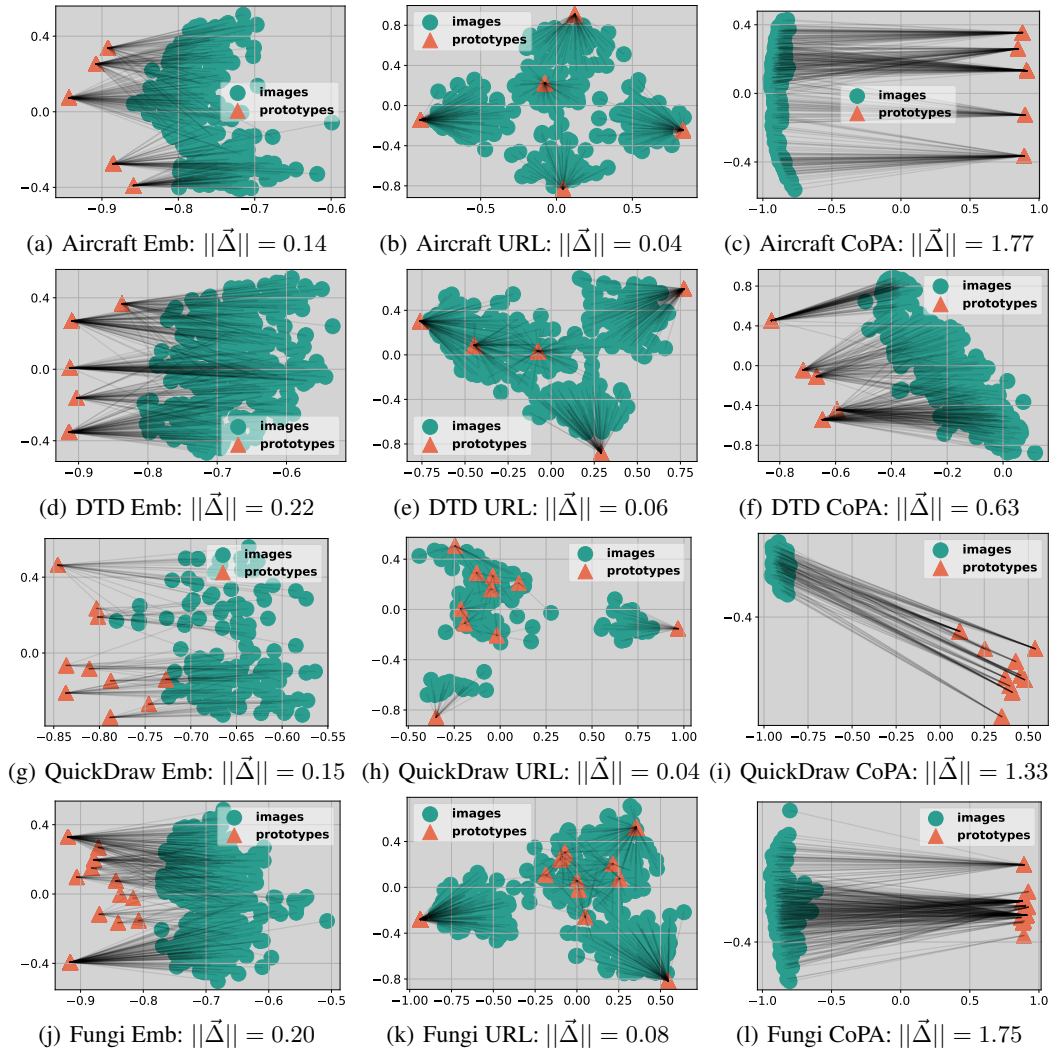 0.4
0.0
−0.4
−0.9
−0.8
−0.7
−0.6
images
prototypes
(a) Aircraft Emb: ||Δ⃗|| = 0.14
0.8
0.4
0.0
−0.4
−0.8
−0.5
0.0
0.5
images
prototypes
(b) Aircraft URL: ||Δ⃗|| = 0.04
0.4
0.0
−0.4
−1.0
−0.5
0.0
0.5
1.0
images
prototypes
(c) Aircraft CoPA: ||Δ⃗|| = 1.77
0.4
0.0
−0.4
−0.9
−0.8
−0.7
−0.6
images
prototypes
(d) DTD Emb: ||Δ⃗|| = 0.22
0.4
0.0
−0.4
−0.8
−0.75
−0.50
−0.25
0.00
0.25
0.50
0.75
images
prototypes
(e) DTD URL: ||Δ⃗|| = 0.06
0.8
0.4
0.0
−0.4
−0.8
−0.8
−0.6
−0.4
−0.2
0.0
images
prototypes
(f) DTD CoPA: ||Δ⃗|| = 0.63
0.4
0.0
−0.85
−0.80
−0.75
−0.70
−0.65
−0.60
−0.55
images
prototypes
(g) QuickDraw Emb: ||Δ⃗|| = 0.15
0.4
0.0
−0.4
−0.8
−0.50
−0.25
0.00
0.25
0.50
0.75
1.00
images
prototypes
(h) QuickDraw URL: ||Δ⃗|| = 0.04
−0.4
−1.00
−0.75
−0.50
−0.25
0.00
0.25
0.50
images
prototypes
(i) QuickDraw CoPA: ||Δ⃗|| = 1.33
0.4
0.0
−0.4
−0.9
−0.8
−0.7
−0.6
−0.5
images
prototypes
(j) Fungi Emb: ||Δ⃗|| = 0.20
0.4
0.0
−0.4
−0.8
−1.00
−0.75
−0.50
−0.25
0.00
0.25
0.50
images
prototypes
(k) Fungi URL: ||Δ⃗|| = 0.08
−0.4
−1.0
−0.5
0.0
0.5
1.0
images
prototypes
(l) Fungi CoPA: ||Δ⃗|| = 1.75